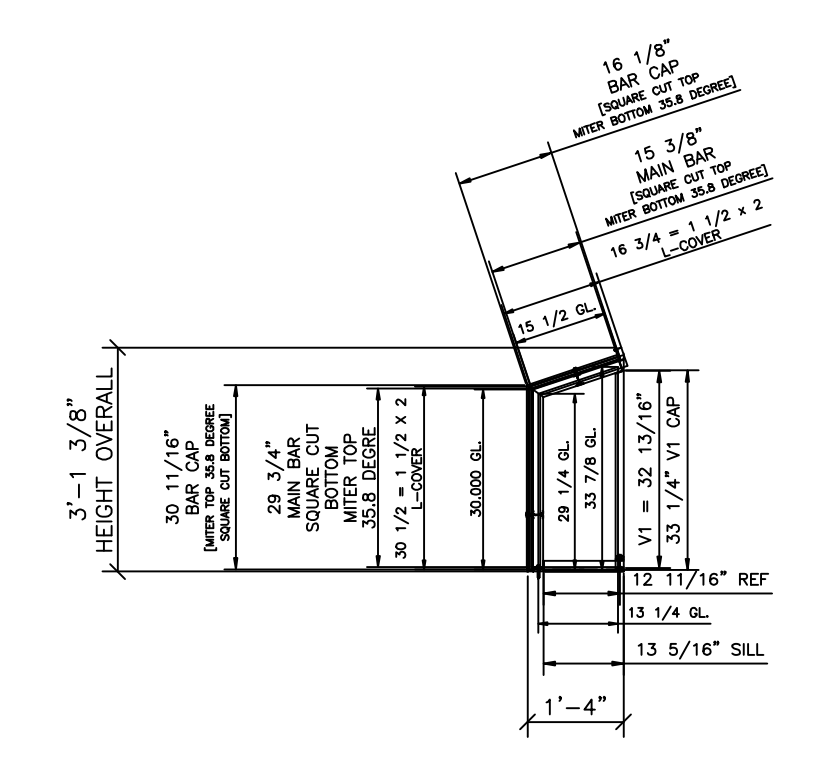 16 1/8"
BAR CAP
[SQUARE CUT TOP
MITER BOTTOM 35.8 DEGREE]
15 3/8"
MAIN BAR
[SQUARE CUT TOP
MITER BOTTOM 35.8 DEGREE]
16 3/4 = 1 1/2 x 2
L-COVER
15 1/2 GL.
3'-1 3/8"
HEIGHT OVERALL
30 11/16"
BAR CAP
[MITER TOP 35.8 DEGREE
SQUARE CUT BOTTOM]
29 3/4"
MAIN BAR
SQUARE CUT
BOTTOM
MITER TOP
35.8 DEGRE
30 1/2 = 1 1/2 X 2
L-COVER
30.000 GL.
29 1/4 GL.
33 7/8 GL.
V1 = 32 13/16"
33 1/4" V1 CAP
12 11/16" REF
13 1/4 GL.
13 5/16" SILL
1'-4"